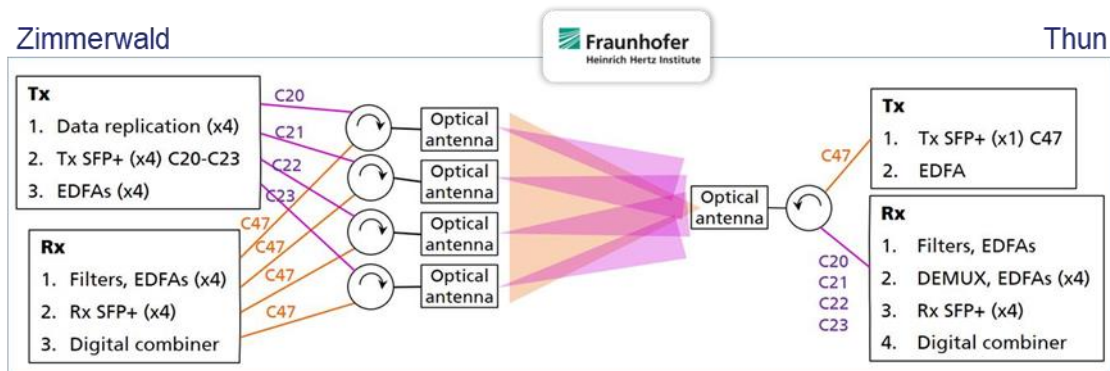 Zimmerwald
Fraunhofer
Heinrich Hertz Institute
Thun
Tx
1. Data replication (x4)
2. Tx SFP+ (x4) C20-C23
3. EDFAs (x4)
Rx
1. Filters, EDFAs (x4)
2. Rx SFP+ (x4)
3. Digital combiner
C20
C21
C22
C23
C47
C47
C47
C47
Optical
antenna
Optical
antenna
Optical
antenna
Optical
antenna
Optical
antenna
C47
C20
C21
C22
C23
Tx
1. Tx SFP+ (x1) C47
2. EDFA
Rx
1. Filters, EDFAs
2. DEMUX, EDFAs (x4)
3. Rx SFP+ (x4)
4. Digital combiner